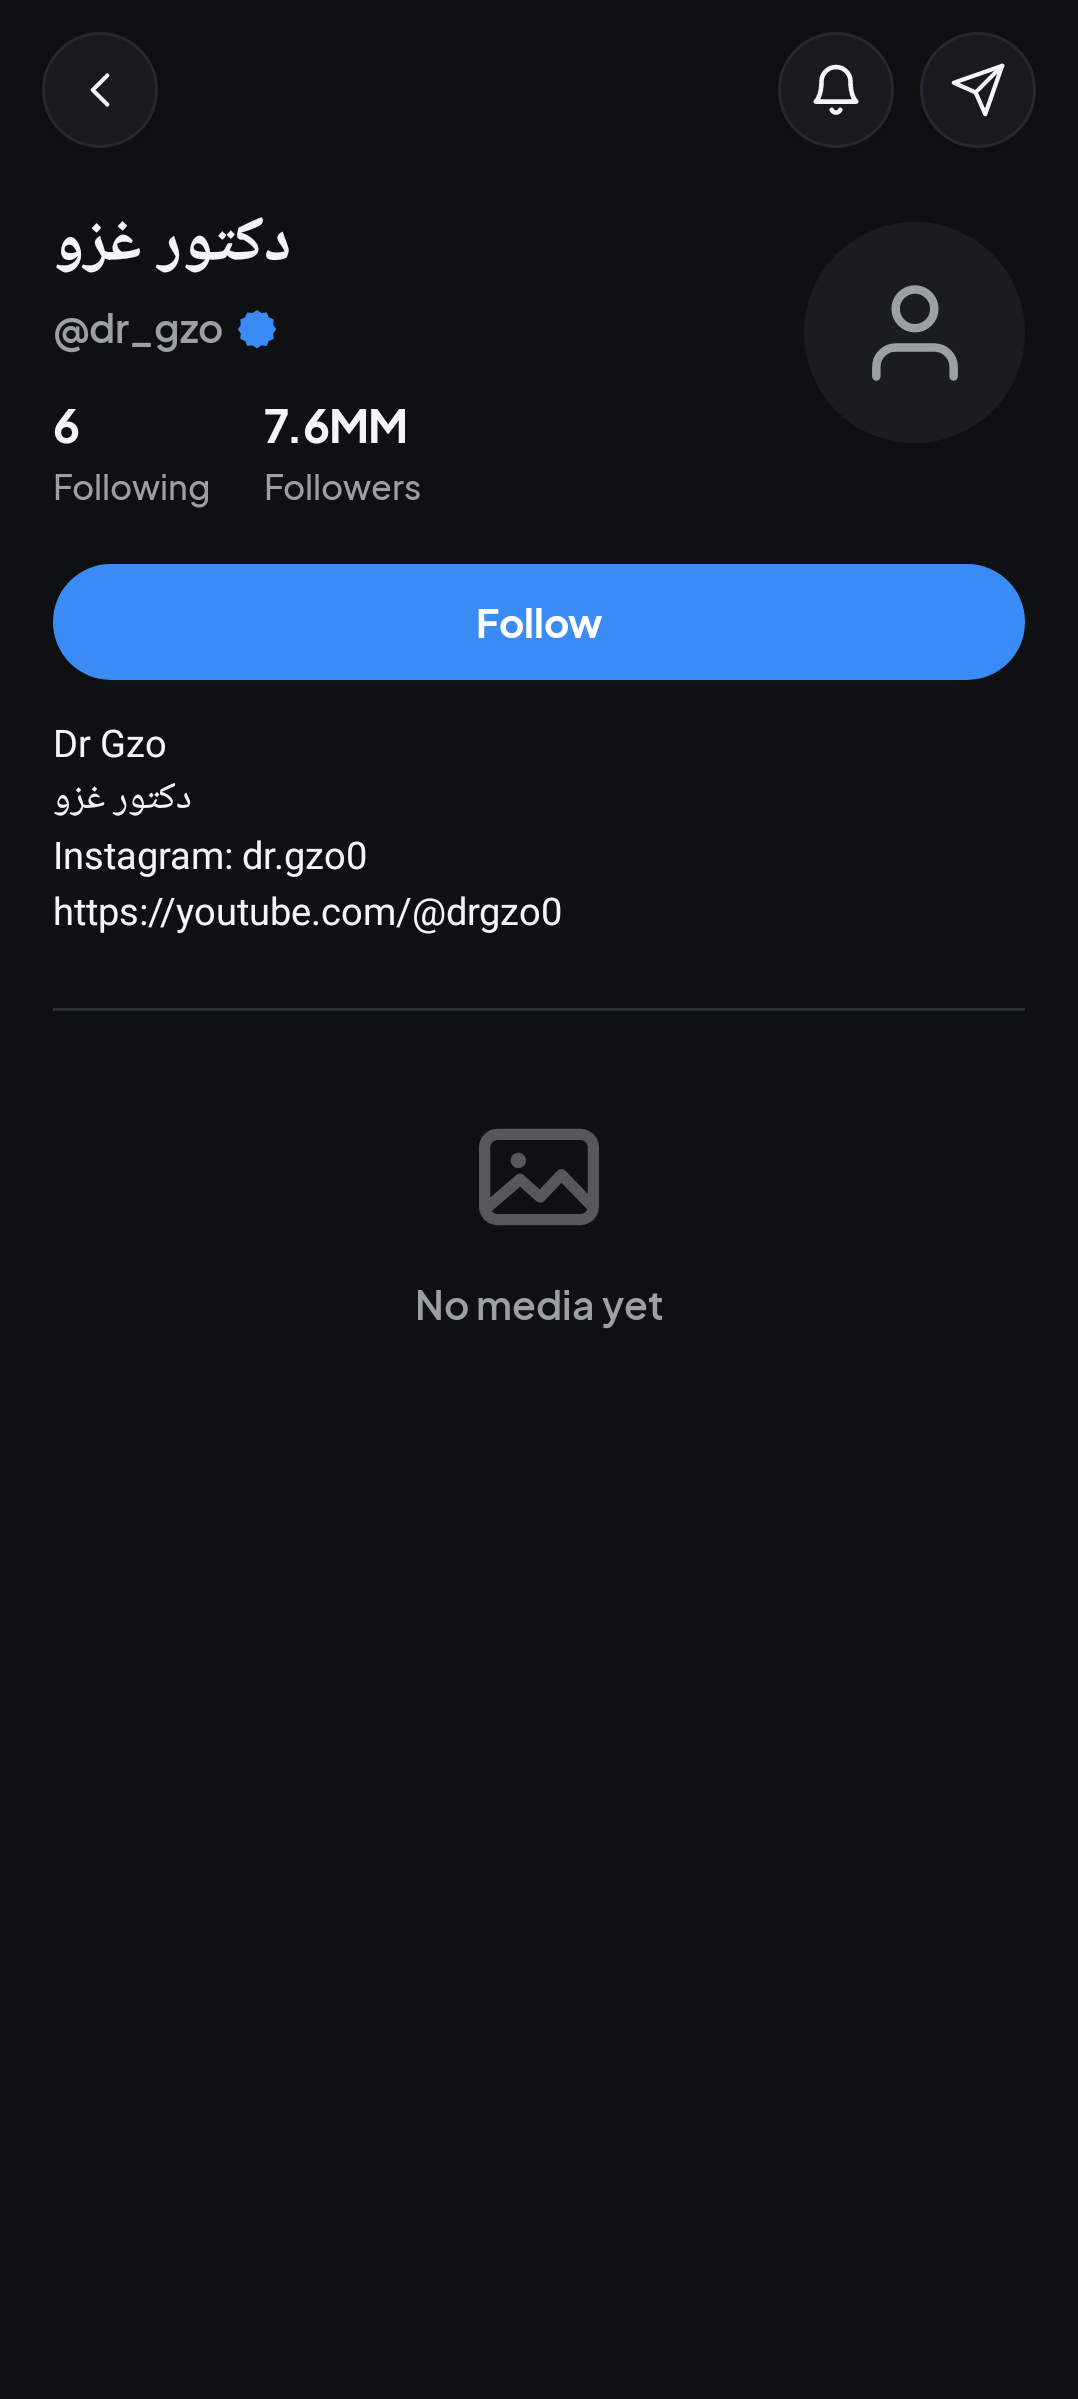 دكتور غزو
@dr_gzo
6 7.6MM
Following Followers
Follow
Dr Gzo
دكتور غزو
Instagram: dr.gzo0
https://youtube.com/@drgzo0
No media yet